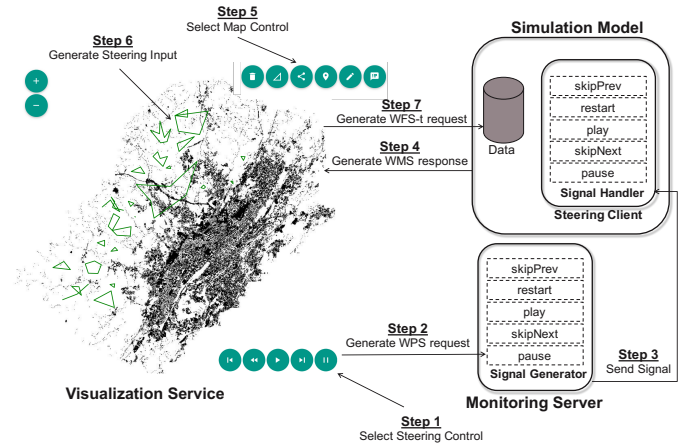 Step 5
Select Map Control
Step 6
Generate Steering Input
+
−
Simulation Model
skipPrev
restart
play
skipNext
pause
Signal Handler
Steering Client
Data
Step 7
Generate WFS-t request
Step 4
Generate WMS response
skipPrev
restart
play
skipNext
pause
Signal Generator
Monitoring Server
Step 2
Generate WPS request
Step 3
Send Signal
Visualization Service
Step 1
Select Steering Control